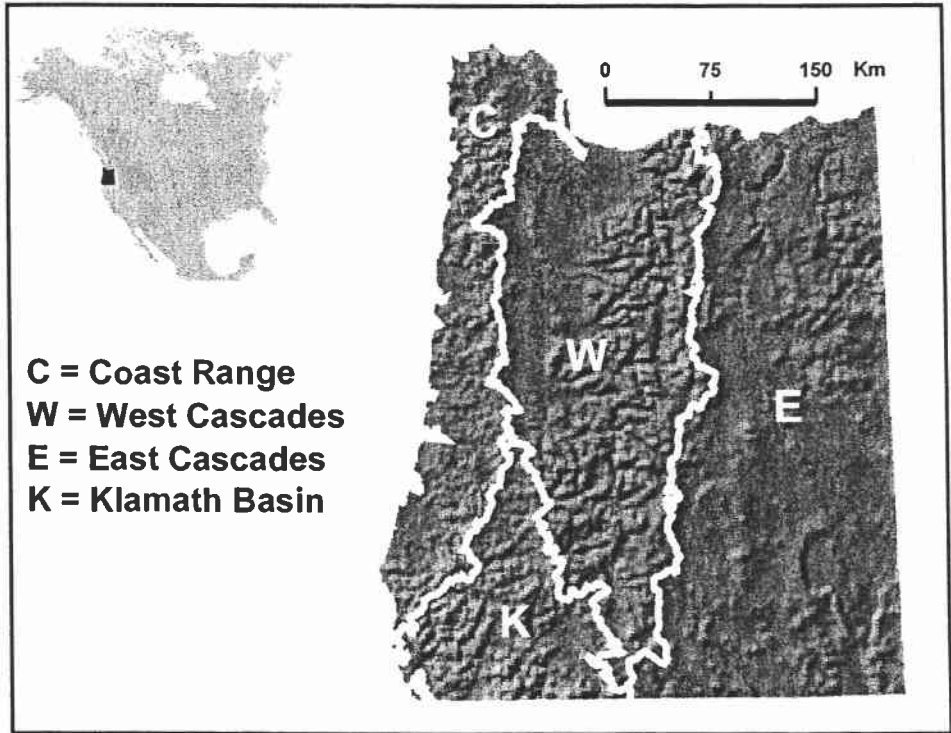 0 75 150 Km
C
W
E
K
C = Coast Range
W = West Cascades
E = East Cascades
K = Klamath Basin